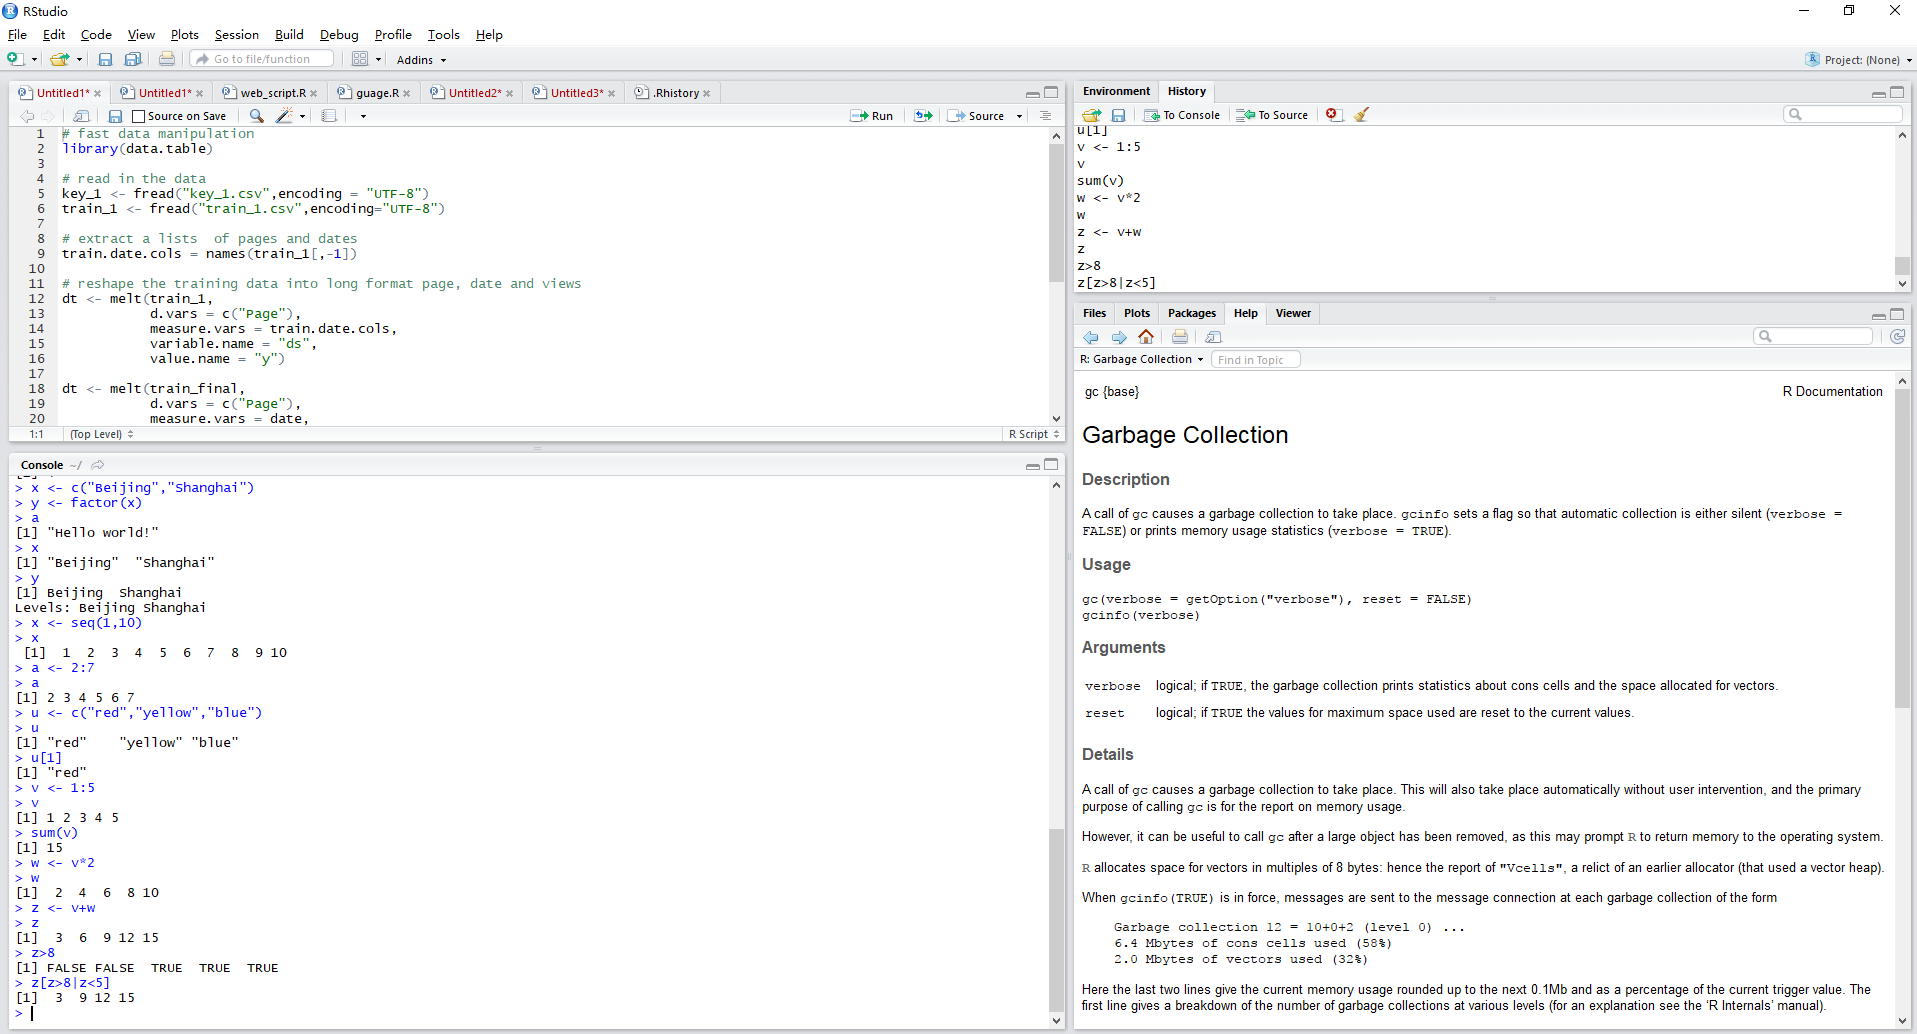 RStudio
File Edit Code View Plots Session Build Debug Profile Tools Help
Go to file/function Addins Project: (None)
Untitled1* Untitled1* web_script.R guage.R Untitled2* Untitled3* .Rhistory
Source on Save Run Source
1 # fast data manipulation
2 library(data.table)
3
4 # read in the data
5 key_1 <- fread("key_1.csv",encoding = "UTF-8")
6 train_1 <- fread("train_1.csv",encoding="UTF-8")
7
8 # extract a lists  of pages and dates
9 train.date.cols = names(train_1[,-1])
10
11 # reshape the training data into long format page, date and views
12 dt <- melt(train_1,
13 d.vars = c("Page"),
14 measure.vars = train.date.cols,
15 variable.name = "ds",
16 value.name = "y")
17
18 dt <- melt(train_final,
19 d.vars = c("Page"),
20 measure.vars = date,
1:1 (Top Level) R Script
Console ~/
> x <- c("Beijing","Shanghai")
> y <- factor(x)
> a
[1] "Hello world!"
> x
[1] "Beijing"  "Shanghai"
> y
[1] Beijing  Shanghai
Levels: Beijing Shanghai
> x <- seq(1,10)
> x
[1]  1  2  3  4  5  6  7  8  9 10
> a <- 2:7
> a
[1] 2 3 4 5 6 7
> u <- c("red","yellow","blue")
> u
[1] "red"    "yellow" "blue"
> u[1]
[1] "red"
> v <- 1:5
> v
[1] 1 2 3 4 5
> sum(v)
[1] 15
> w <- v*2
> w
[1]  2  4  6  8 10
> z <- v+w
> z
[1]  3  6  9 12 15
> z>8
[1] FALSE FALSE  TRUE  TRUE  TRUE
> z[z>8|z<5]
[1]  3  9 12 15
>
Environment History
To Console To Source
u[1]
v <- 1:5
v
sum(v)
w <- v*2
w
z <- v+w
z
z>8
z[z>8|z<5]
Files Plots Packages Help Viewer
R: Garbage Collection Find in Topic
gc {base} R Documentation
Garbage Collection
Description
A call of gc causes a garbage collection to take place. gcinfo sets a flag so that automatic collection is either silent (verbose =
FALSE) or prints memory usage statistics (verbose = TRUE).
Usage
gc(verbose = getOption("verbose"), reset = FALSE)
gcinfo(verbose)
Arguments
verbose logical; if TRUE, the garbage collection prints statistics about cons cells and the space allocated for vectors.
reset logical; if TRUE the values for maximum space used are reset to the current values.
Details
A call of gc causes a garbage collection to take place. This will also take place automatically without user intervention, and the primary
purpose of calling gc is for the report on memory usage.
However, it can be useful to call gc after a large object has been removed, as this may prompt R to return memory to the operating system.
R allocates space for vectors in multiples of 8 bytes: hence the report of "Vcells", a relict of an earlier allocator (that used a vector heap).
When gcinfo(TRUE) is in force, messages are sent to the message connection at each garbage collection of the form
Garbage collection 12 = 10+0+2 (level 0) ...
6.4 Mbytes of cons cells used (58%)
2.0 Mbytes of vectors used (32%)
Here the last two lines give the current memory usage rounded up to the next 0.1Mb and as a percentage of the current trigger value. The
first line gives a breakdown of the number of garbage collections at various levels (for an explanation see the ‘R Internals’ manual).